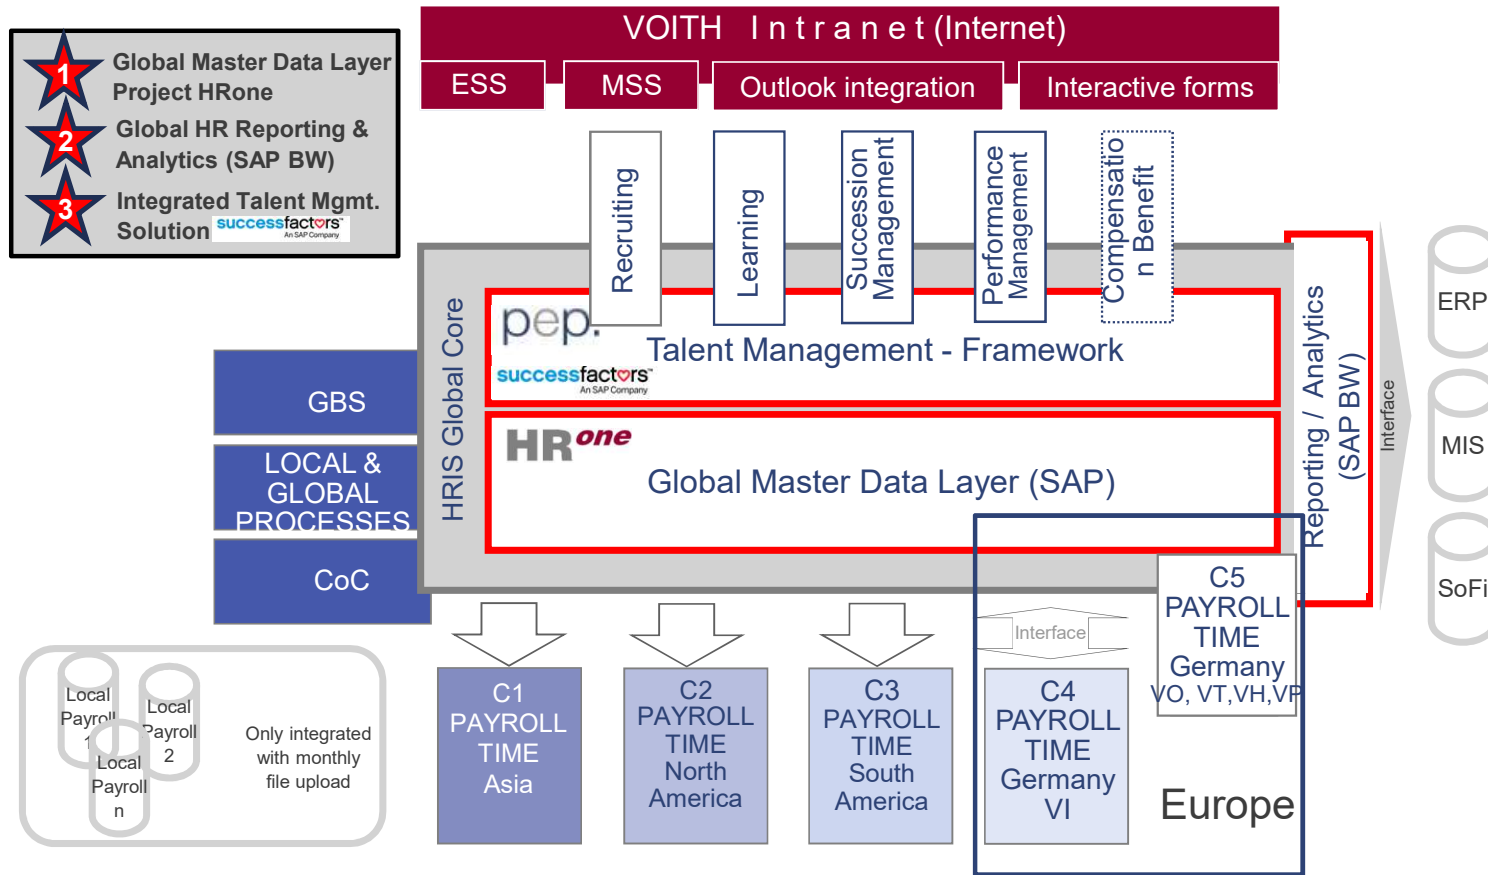 VOITH Intranet (Internet)
ESS
MSS
Outlook integration
Interactive forms
1
Global Master Data Layer
Project HRone
2
Global HR Reporting &
Analytics (SAP BW)
3
Integrated Talent Mgmt.
Solution
successfactors™
An SAP Company
Recruiting
Learning
Succession
Management
Performance
Management
Compensatio
n Benefit
HRIS Global Core
pep.
successfactors™
An SAP Company
Talent Management - Framework
HRone
Global Master Data Layer (SAP)
Reporting / Analytics
(SAP BW)
Interface
ERP
MIS
SoFi
GBS
LOCAL &
GLOBAL
PROCESSES
CoC
Local
Payroll
1
Local
Payroll
2
Local
Payroll
n
Only integrated
with monthly
file upload
C1
PAYROLL
TIME
Asia
C2
PAYROLL
TIME
North
America
C3
PAYROLL
TIME
South
America
Interface
C4
PAYROLL
TIME
Germany
VI
C5
PAYROLL
TIME
Germany
VO, VT,VH,VP
Europe